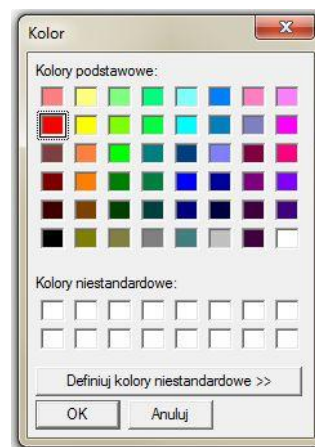 Kolor
Kolory podstawowe:
Kolory niestandardowe:
Definiuj kolory niestandardowe >>
OK Anuluj